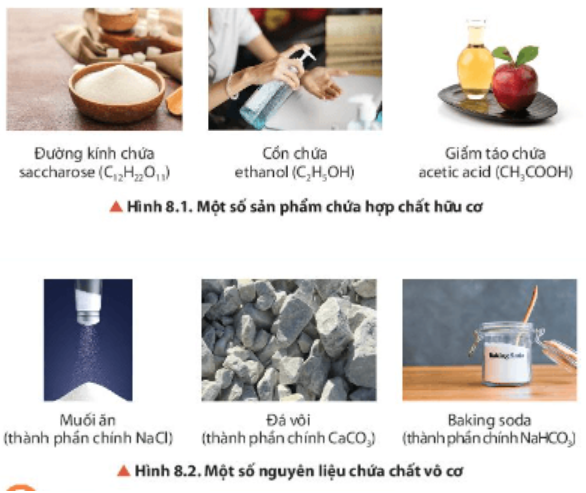 Đường kính chứa
saccharose (C₁₂H₂₂O₁₁)
Cồn chứa
ethanol (C₂H₅OH)
Giấm táo chứa
acetic acid (CH₃COOH)
▲ Hình 8.1. Một số sản phẩm chứa hợp chất hữu cơ
Baking Soda
Muối ăn
(thành phần chính NaCl)
Đá vôi
(thành phần chính CaCO₃)
Baking soda
(thành phần chính NaHCO₃)
▲ Hình 8.2. Một số nguyên liệu chứa chất vô cơ